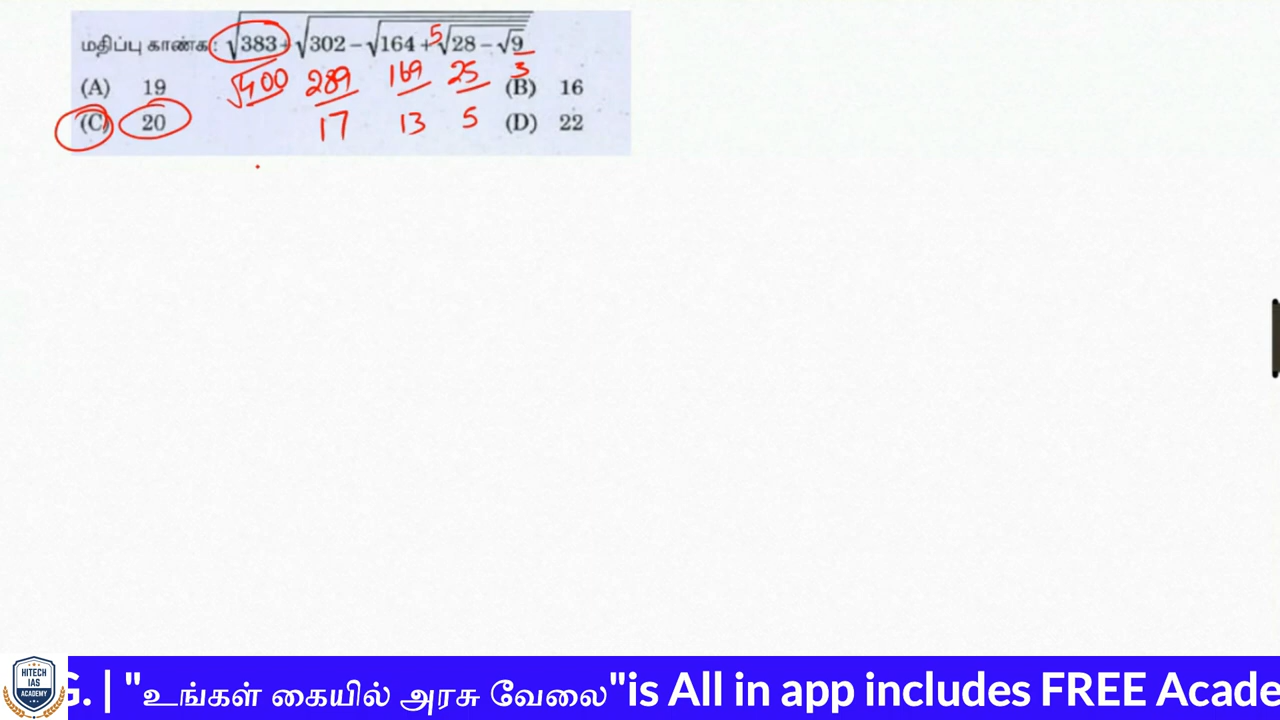 மதிப்பு காண்க : √383 + √302 − √164 + √28 − √9
5
(A) 19 √400 289 169 25 3 (B) 16
(C) 20 17 13 5 (D) 22
HITECH
IAS
ACADEMY
G. | "உங்கள் கையில் அரசு வேலை"is All in app includes FREE Acade